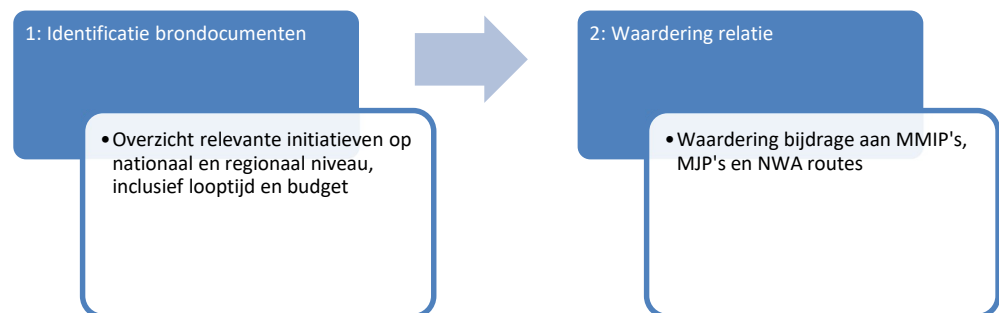 1: Identificatie brondocumenten
•Overzicht relevante initiatieven op
nationaal en regionaal niveau,
inclusief looptijd en budget
2: Waardering relatie
•Waardering bijdrage aan MMIP's,
MJP's en NWA routes